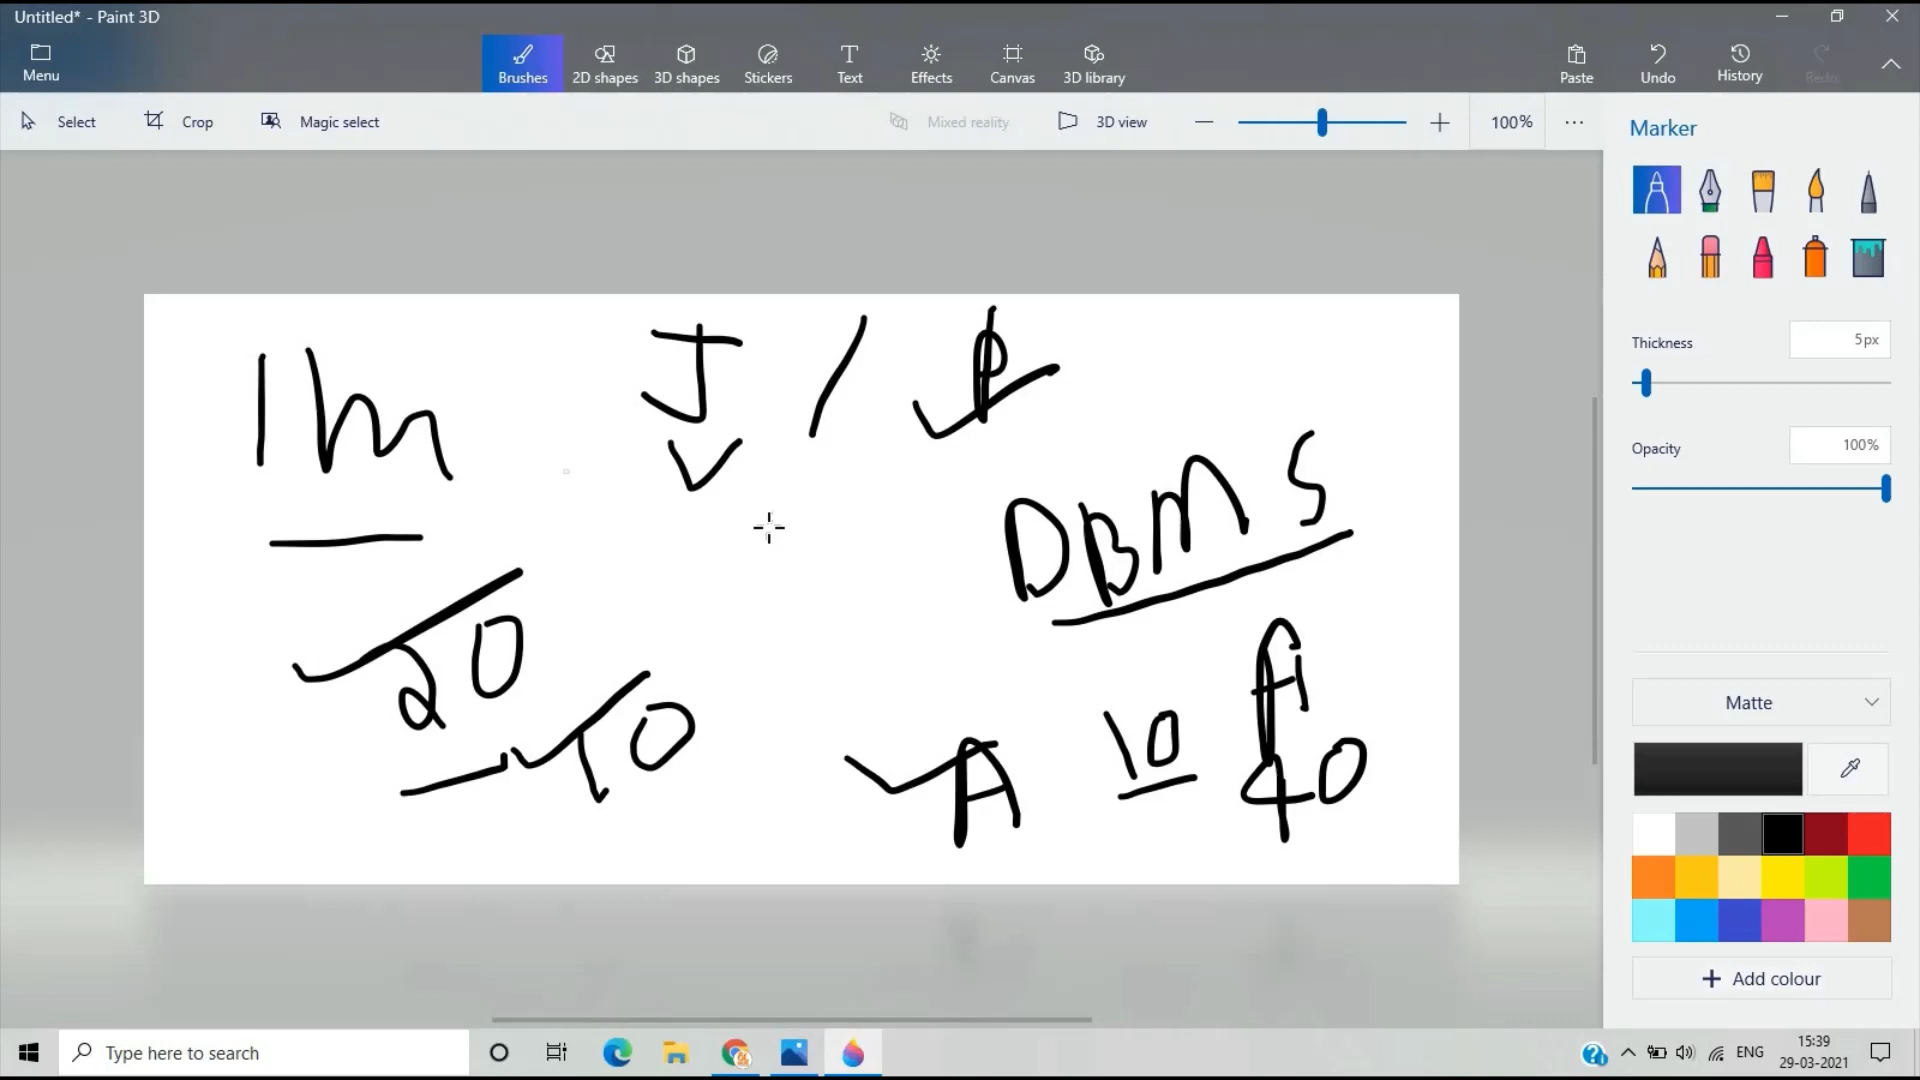 Untitled* - Paint 3D
Menu
Brushes 2D shapes 3D shapes Stickers Text Effects Canvas 3D library Paste Undo History Redo
Select Crop Magic select Mixed reality 3D view 100% ...
Marker
Thickness 5px
Opacity 100%
Matte
+ Add colour
1m J / P
DBMS
20
10
A 10 A
40
Type here to search
ENG 15:39
29-03-2021